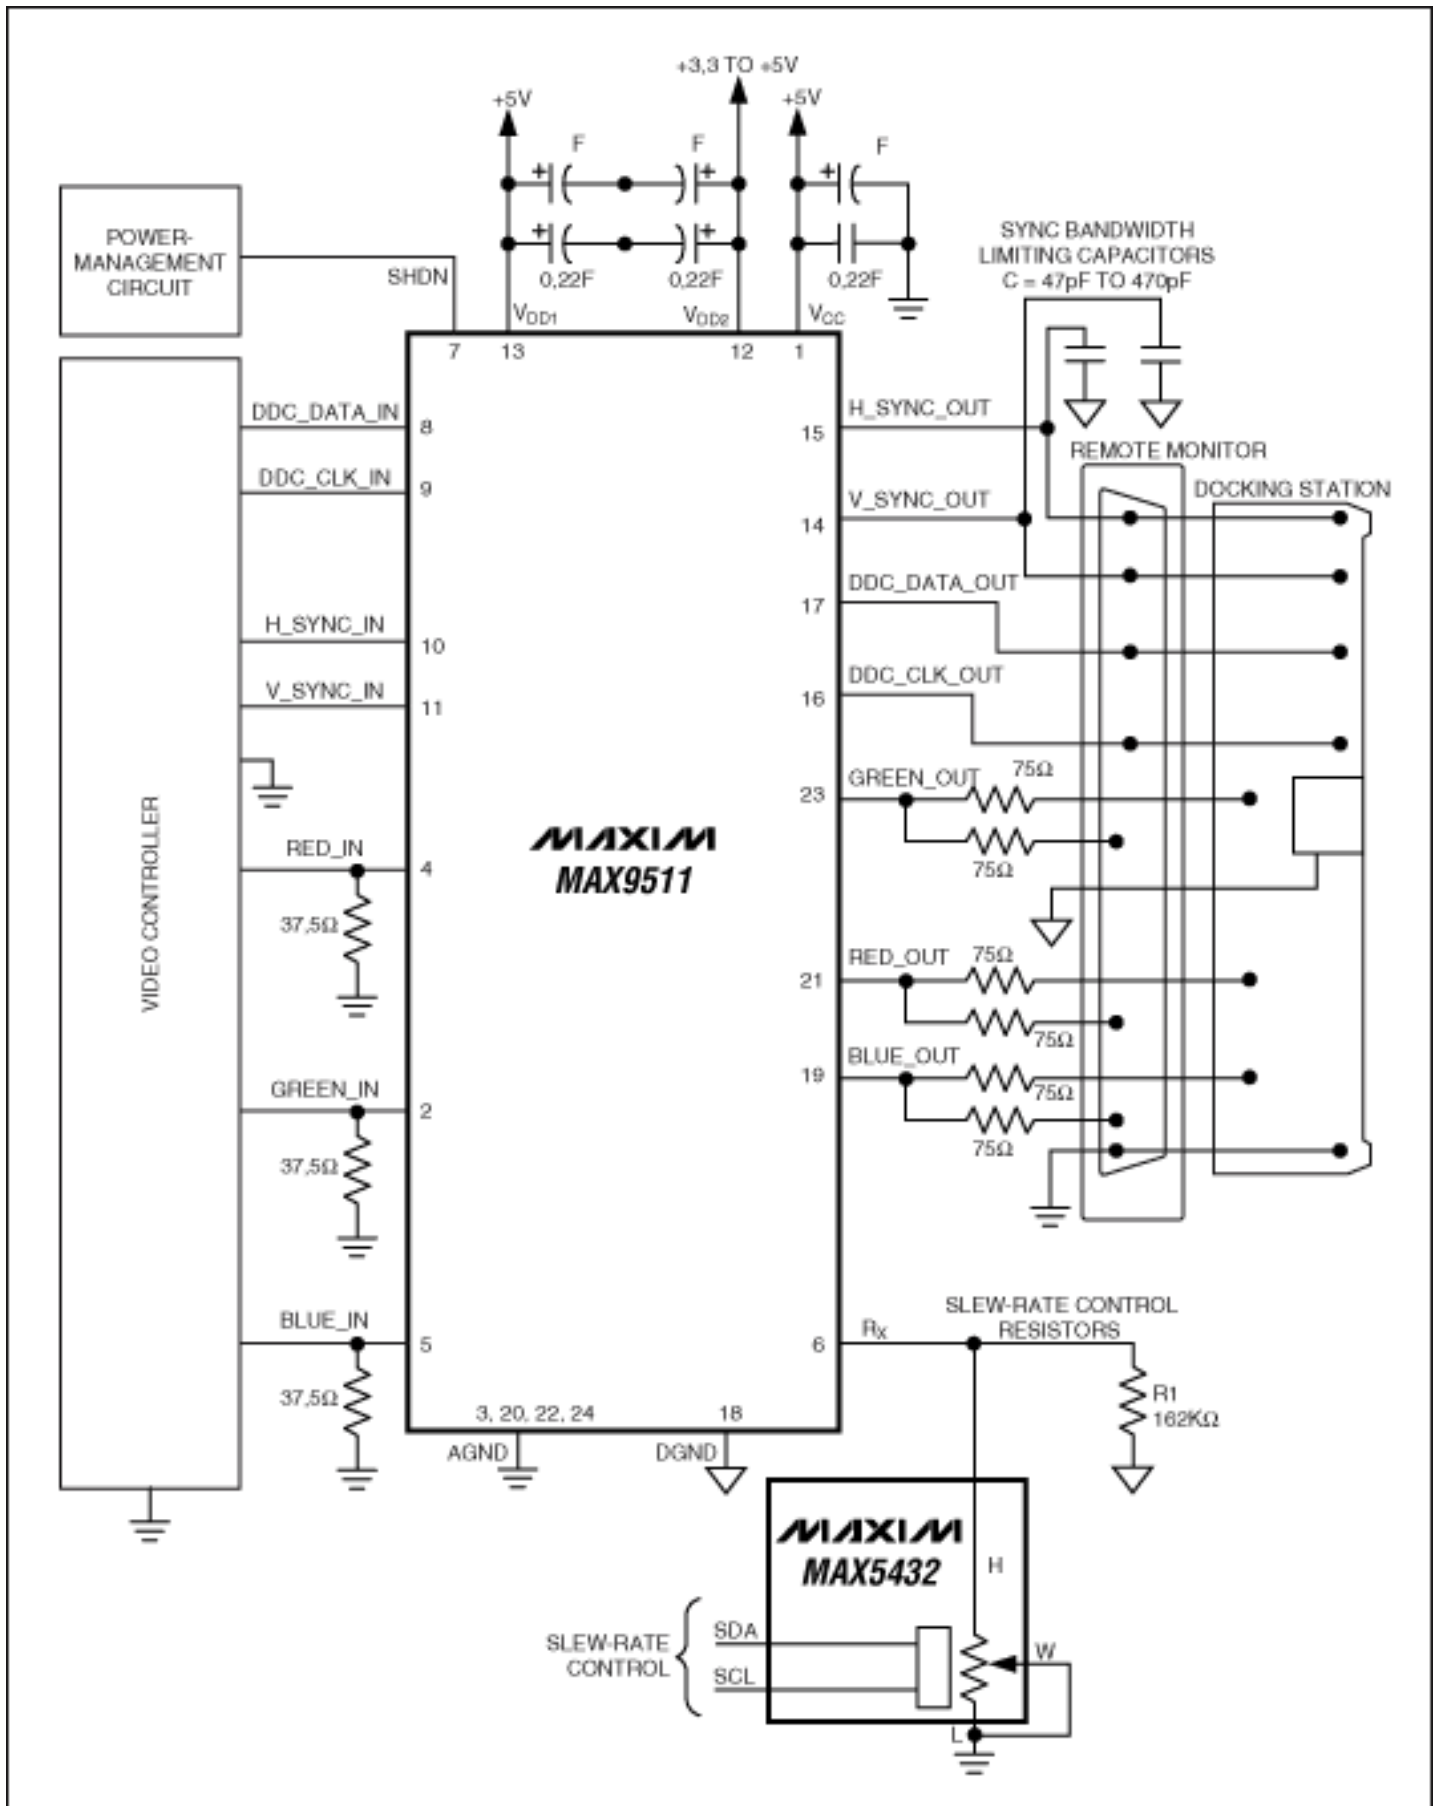 +3,3 TO +5V
+5V
+5V
F
F
F
+
+
+
+
+
0,22F
0,22F
0,22F
POWER-
MANAGEMENT
CIRCUIT
SHDN
VDD1
VDD2
VCC
SYNC BANDWIDTH
LIMITING CAPACITORS
C = 47pF TO 470pF
7
13
12
1
DDC_DATA_IN
8
DDC_CLK_IN
9
H_SYNC_IN
10
V_SYNC_IN
11
VIDEO CONTROLLER
RED_IN
4
37,5Ω
GREEN_IN
2
37,5Ω
BLUE_IN
5
37,5Ω
MAXIM
MAX9511
H_SYNC_OUT
15
V_SYNC_OUT
14
DDC_DATA_OUT
17
DDC_CLK_OUT
16
GREEN_OUT
23
75Ω
75Ω
RED_OUT
21
75Ω
75Ω
BLUE_OUT
19
75Ω
75Ω
REMOTE MONITOR
DOCKING STATION
6
RX
SLEW-RATE CONTROL
RESISTORS
R1
162KΩ
3, 20, 22, 24
18
AGND
DGND
MAXIM
MAX5432
H
W
L
SLEW-RATE
CONTROL
SDA
SCL